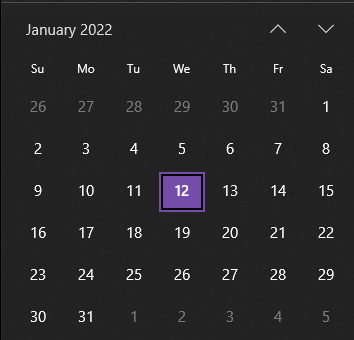 January 2022
Su Mo Tu We Th Fr Sa
26 27 28 29 30 31 1
2 3 4 5 6 7 8
9 10 11 12 13 14 15
16 17 18 19 20 21 22
23 24 25 26 27 28 29
30 31 1 2 3 4 5